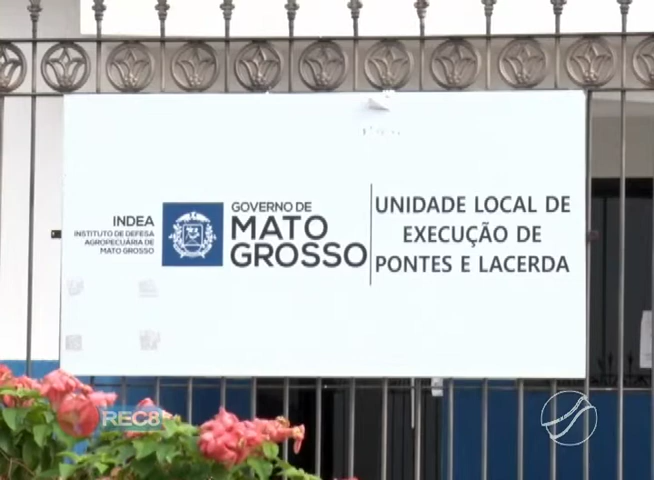 INDEA
INSTITUTO DE DEFESA
AGROPECUÁRIA DE
MATO GROSSO
GOVERNO DE
MATO
GROSSO
UNIDADE LOCAL DE
EXECUÇÃO DE
PONTES E LACERDA
REC8